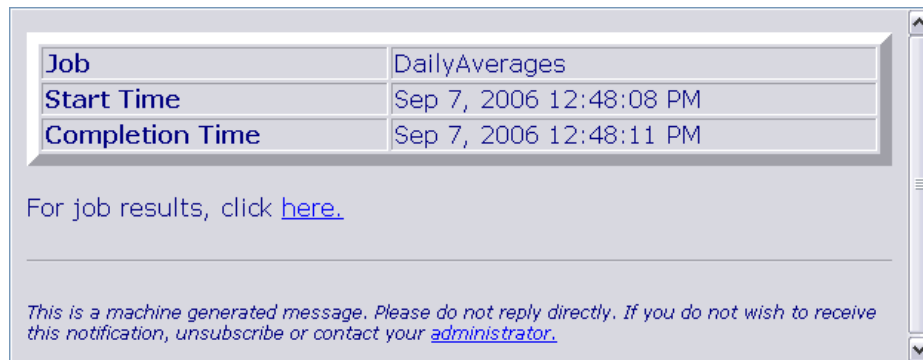 Job DailyAverages
Start Time Sep 7, 2006 12:48:08 PM
Completion Time Sep 7, 2006 12:48:11 PM
For job results, click here.
This is a machine generated message. Please do not reply directly. If you do not wish to receive
this notification, unsubscribe or contact your administrator.